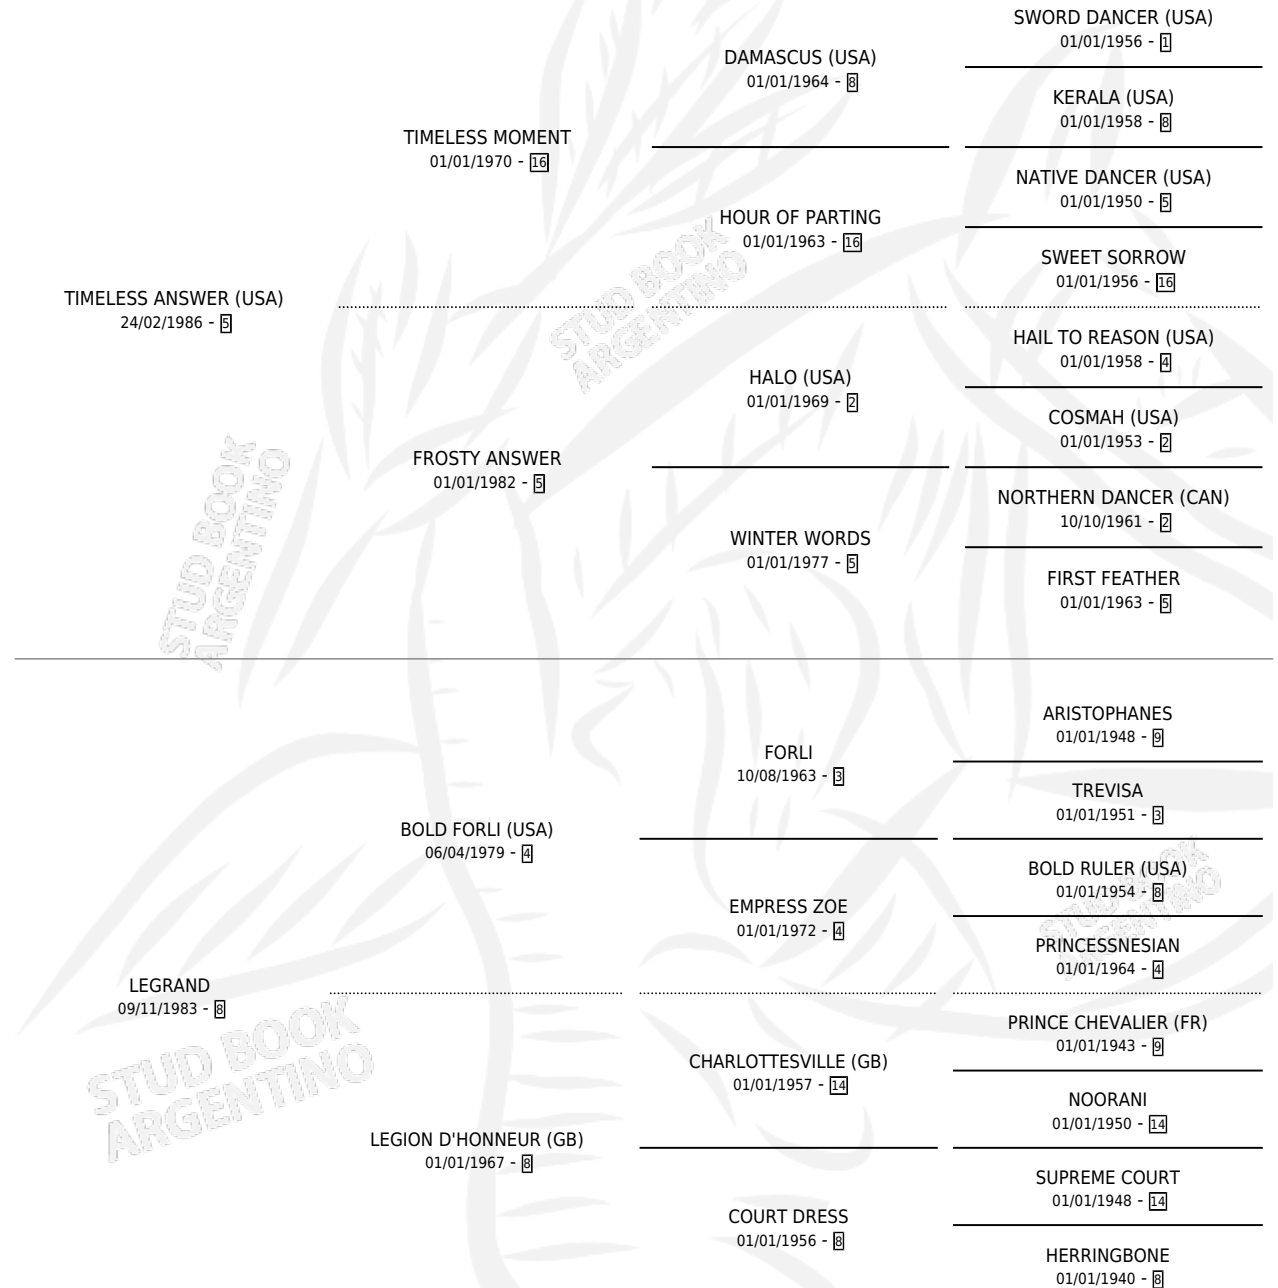 SWORD DANCER (USA)
01/01/1956 - 1
DAMASCUS (USA)
01/01/1964 - 8
KERALA (USA)
01/01/1958 - 8
TIMELESS MOMENT
01/01/1970 - 16
NATIVE DANCER (USA)
01/01/1950 - 5
HOUR OF PARTING
01/01/1963 - 16
SWEET SORROW
01/01/1956 - 16
TIMELESS ANSWER (USA)
24/02/1986 - 5
HAIL TO REASON (USA)
01/01/1958 - 4
HALO (USA)
01/01/1969 - 2
COSMAH (USA)
01/01/1953 - 2
FROSTY ANSWER
01/01/1982 - 5
NORTHERN DANCER (CAN)
10/10/1961 - 2
WINTER WORDS
01/01/1977 - 5
FIRST FEATHER
01/01/1963 - 5
ARISTOPHANES
01/01/1948 - 9
FORLI
10/08/1963 - 3
TREVISA
01/01/1951 - 3
BOLD FORLI (USA)
06/04/1979 - 4
BOLD RULER (USA)
01/01/1954 - 8
EMPRESS ZOE
01/01/1972 - 4
PRINCESSNESIAN
01/01/1964 - 4
LEGRAND
09/11/1983 - 8
PRINCE CHEVALIER (FR)
01/01/1943 - 9
CHARLOTTESVILLE (GB)
01/01/1957 - 14
NOORANI
01/01/1950 - 14
LEGION D'HONNEUR (GB)
01/01/1967 - 8
SUPREME COURT
01/01/1948 - 14
COURT DRESS
01/01/1956 - 8
HERRINGBONE
01/01/1940 - 8
STUD BOOK
ARGENTINO
STUD BOOK
ARGENTINO
STUD BOOK
ARGENTINO
STUD BOOK
ARGENTINO